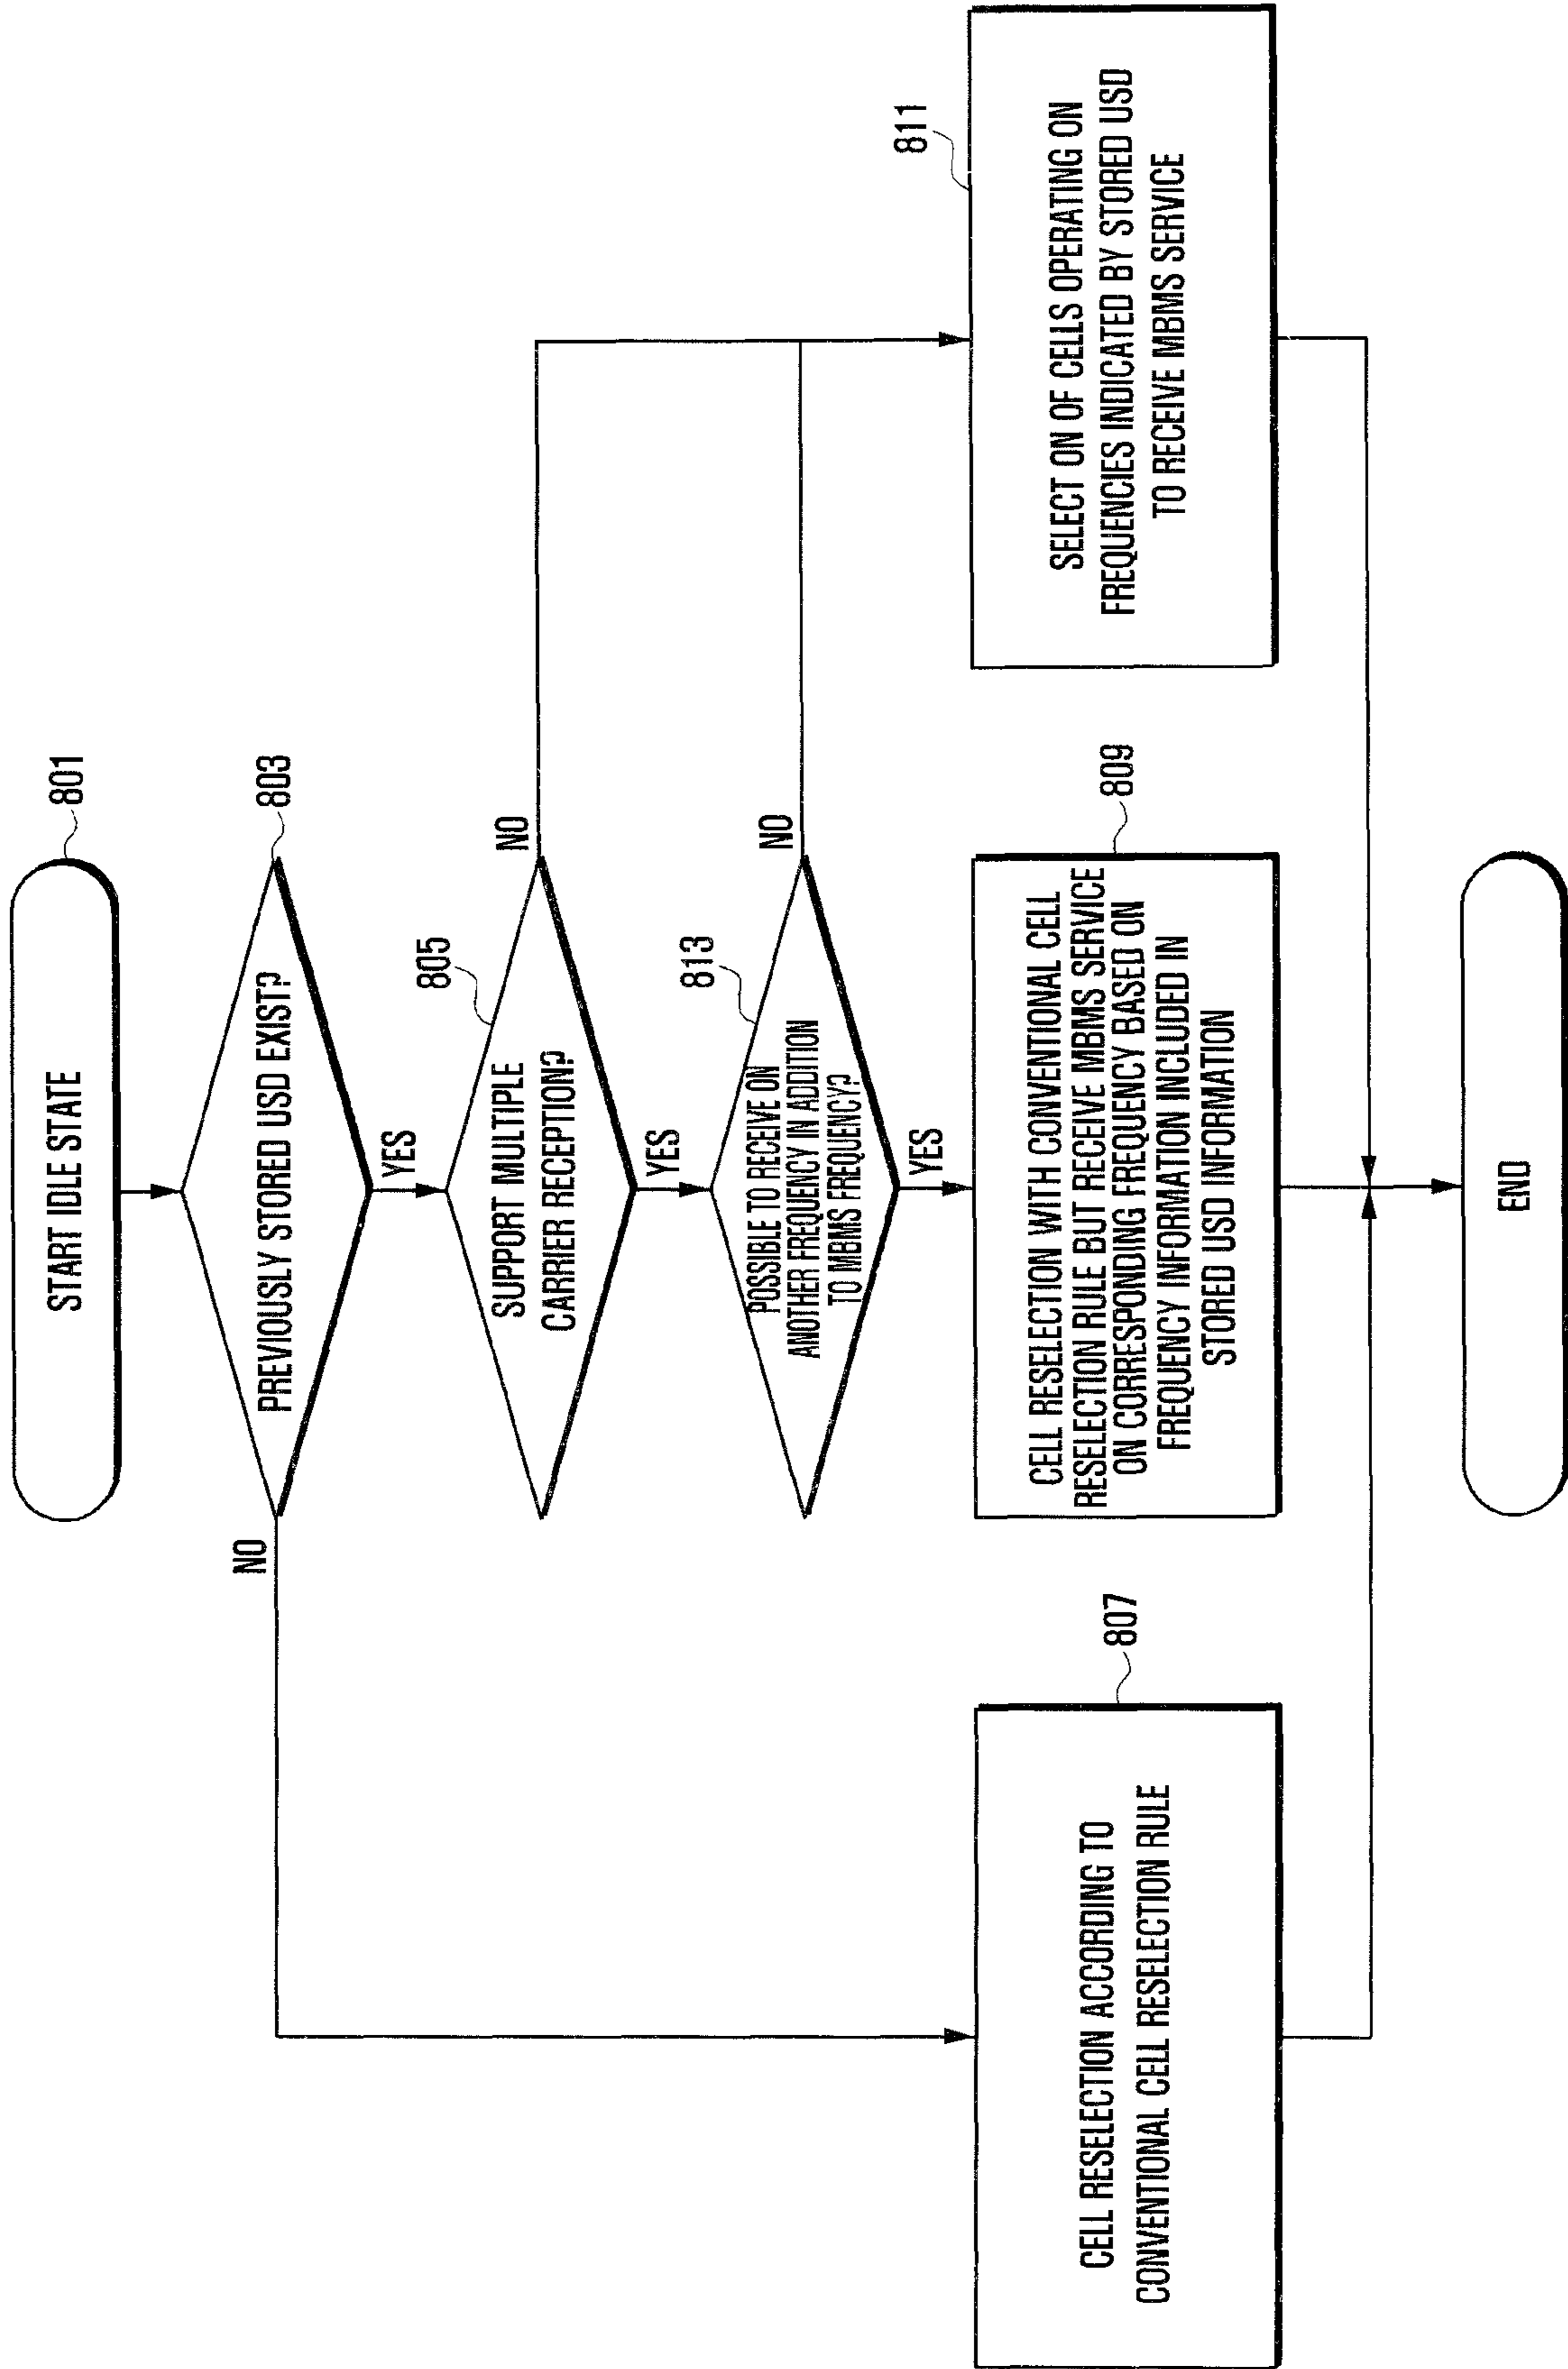 START IDLE STATE
801
PREVIOUSLY STORED USD EXIST?
803
NO
YES
SUPPORT MULTIPLE
CARRIER RECEPTION?
805
NO
YES
POSSIBLE TO RECEIVE ON
ANOTHER FREQUENCY IN ADDITION
TO MBMS FREQUENCY?
813
NO
YES
CELL RESELECTION ACCORDING TO
CONVENTIONAL CELL RESELECTION RULE
807
CELL RESELECTION WITH CONVENTIONAL CELL
RESELECTION RULE BUT RECEIVE MBMS SERVICE
ON CORRESPONDING FREQUENCY BASED ON
FREQUENCY INFORMATION INCLUDED IN
STORED USD INFORMATION
809
SELECT ON OF CELLS OPERATING ON
FREQUENCIES INDICATED BY STORED USD
TO RECEIVE MBMS SERVICE
811
END